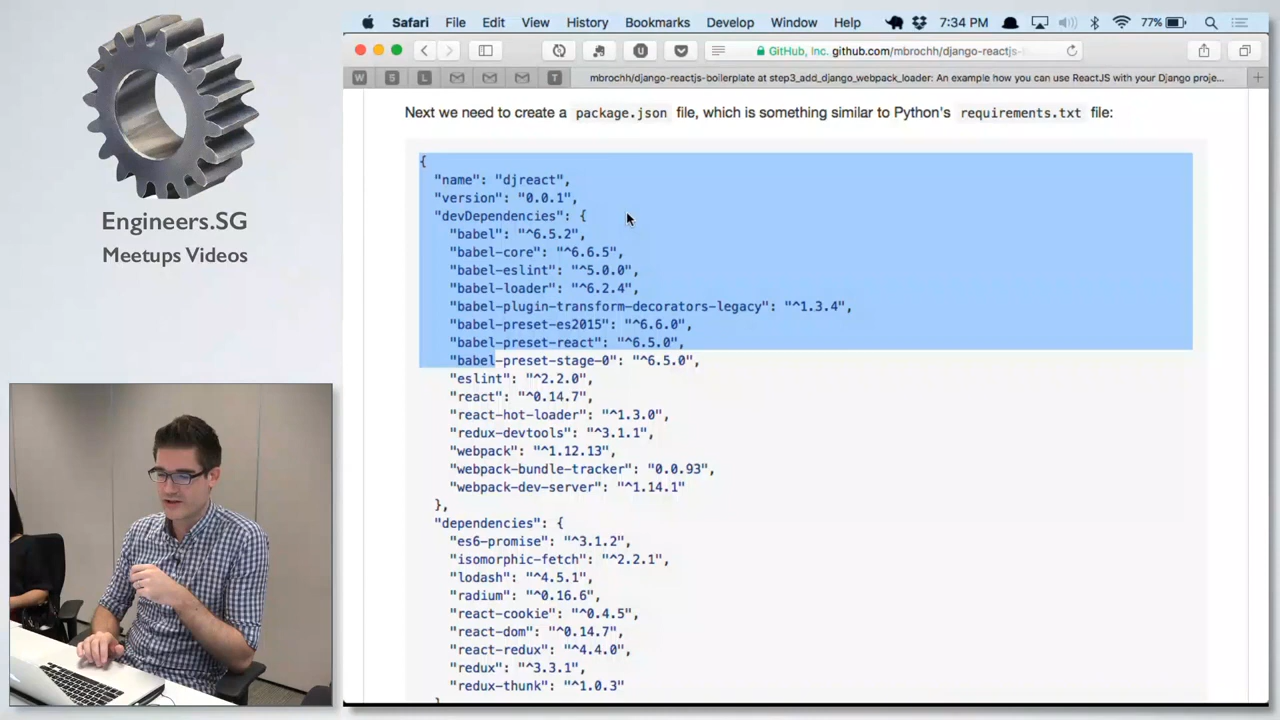 Safari File Edit View History Bookmarks Develop Window Help 7:34 PM 77%
GitHub, Inc. github.com/mbrochh/django-reactjs-
W 5 L T mbrochh/django-reactjs-boilerplate at step3_add_django_webpack_loader: An example how you can use ReactJS with your Django proje... +
Next we need to create a package.json file, which is something similar to Python's requirements.txt file:
{
"name": "djreact",
"version": "0.0.1",
"devDependencies": {
"babel": "^6.5.2",
"babel-core": "^6.6.5",
"babel-eslint": "^5.0.0",
"babel-loader": "^6.2.4",
"babel-plugin-transform-decorators-legacy": "^1.3.4",
"babel-preset-es2015": "^6.6.0",
"babel-preset-react": "^6.5.0",
"babel-preset-stage-0": "^6.5.0",
"eslint": "^2.2.0",
"react": "^0.14.7",
"react-hot-loader": "^1.3.0",
"redux-devtools": "^3.1.1",
"webpack": "^1.12.13",
"webpack-bundle-tracker": "0.0.93",
"webpack-dev-server": "^1.14.1"
},
"dependencies": {
"es6-promise": "^3.1.2",
"isomorphic-fetch": "^2.2.1",
"lodash": "^4.5.1",
"radium": "^0.16.6",
"react-cookie": "^0.4.5",
"react-dom": "^0.14.7",
"react-redux": "^4.4.0",
"redux": "^3.3.1",
"redux-thunk": "^1.0.3"
Engineers.SG
Meetups Videos